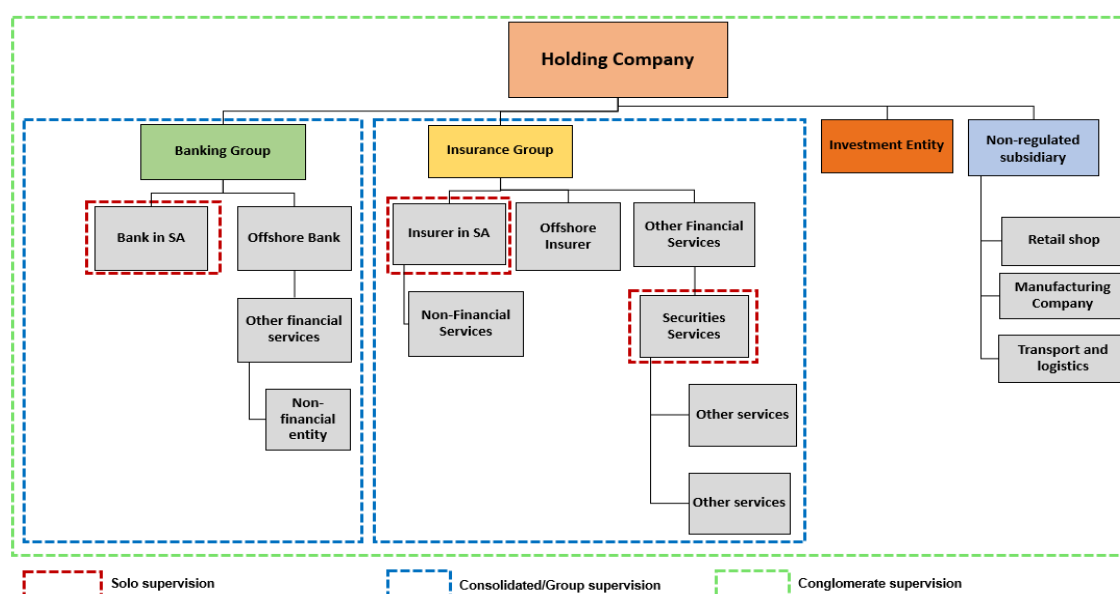 Holding Company
Banking Group
Insurance Group
Investment Entity
Non-regulated
subsidiary
Bank in SA
Offshore Bank
Insurer in SA
Offshore
Insurer
Other Financial
Services
Retail shop
Other financial
services
Non-Financial
Services
Securities
Services
Manufacturing
Company
Transport and
logistics
Non-
financial
entity
Other services
Other services
Solo supervision
Consolidated/Group supervision
Conglomerate supervision